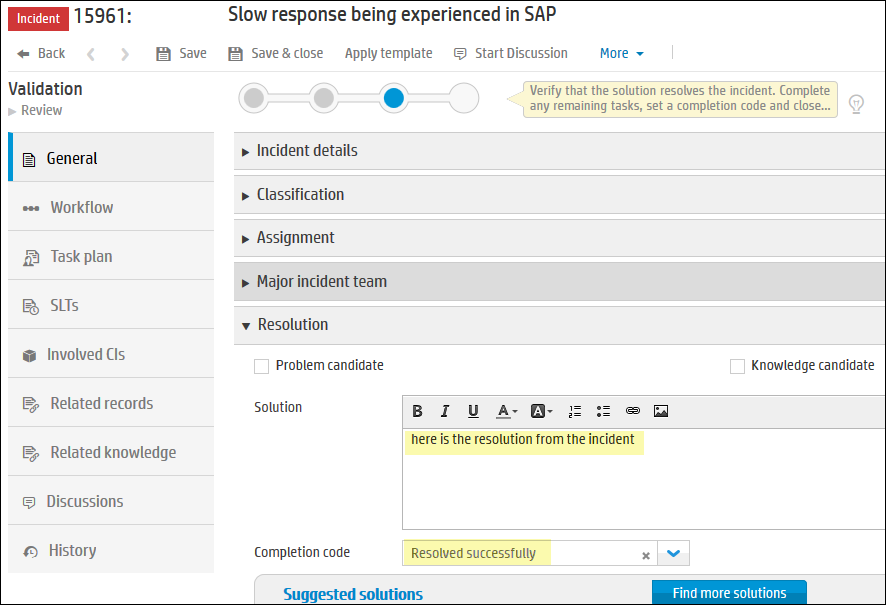 Incident 15961: Slow response being experienced in SAP
Back Save Save & close Apply template Start Discussion More
Validation
Review
Verify that the solution resolves the incident. Complete
any remaining tasks, set a completion code and close...
General
Workflow
Task plan
SLTs
Involved CIs
Related records
Related knowledge
Discussions
History
Incident details
Classification
Assignment
Major incident team
Resolution
Problem candidate Knowledge candidate
Solution
B I U A A
here is the resolution from the incident
Completion code Resolved successfully
Suggested solutions Find more solutions